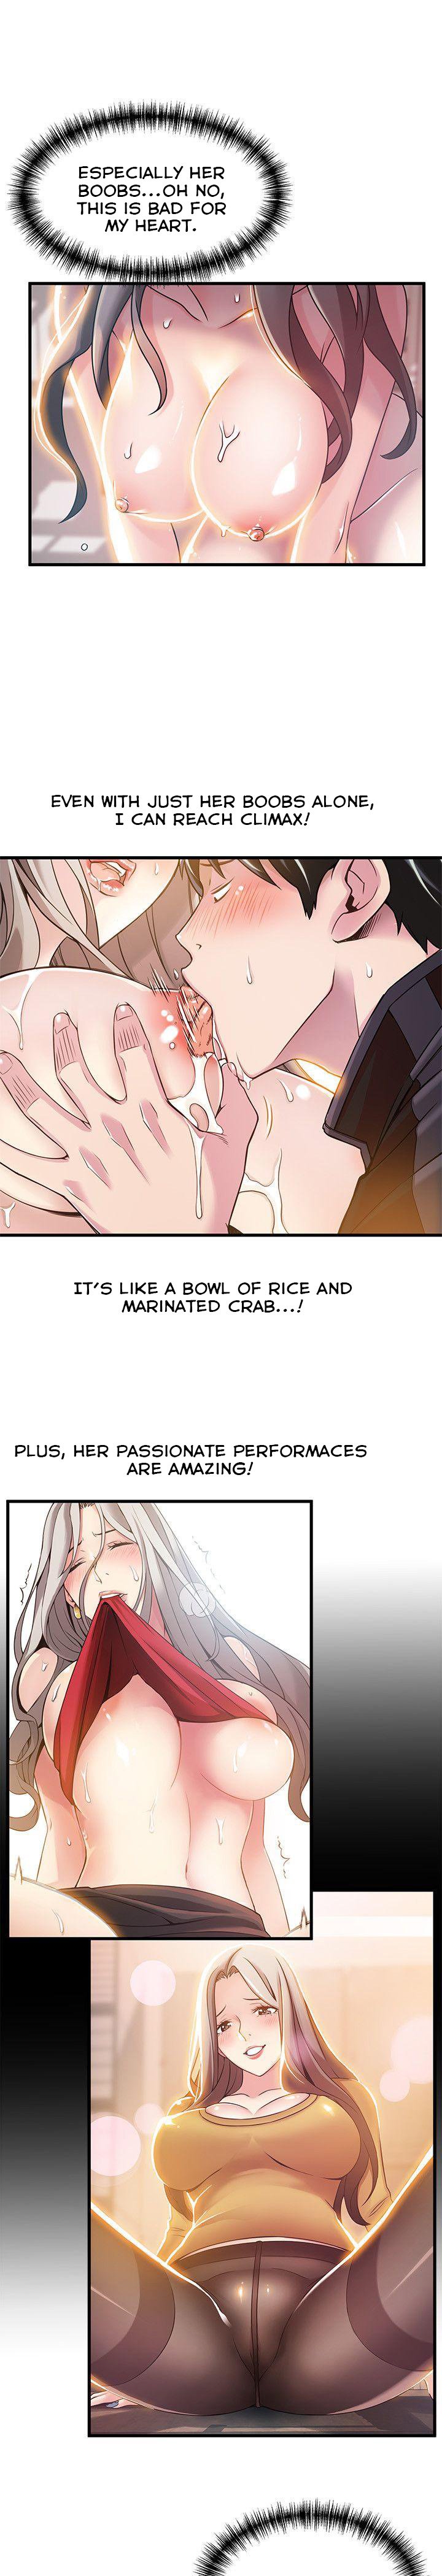 ESPECIALLY HER
BOOBS...OH NO,
THIS IS BAD FOR
MY HEART.
EVEN WITH JUST HER BOOBS ALONE,
I CAN REACH CLIMAX!
IT'S LIKE A BOWL OF RICE AND
MARINATED CRAB...!
PLUS, HER PASSIONATE PERFORMACES
ARE AMAZING!